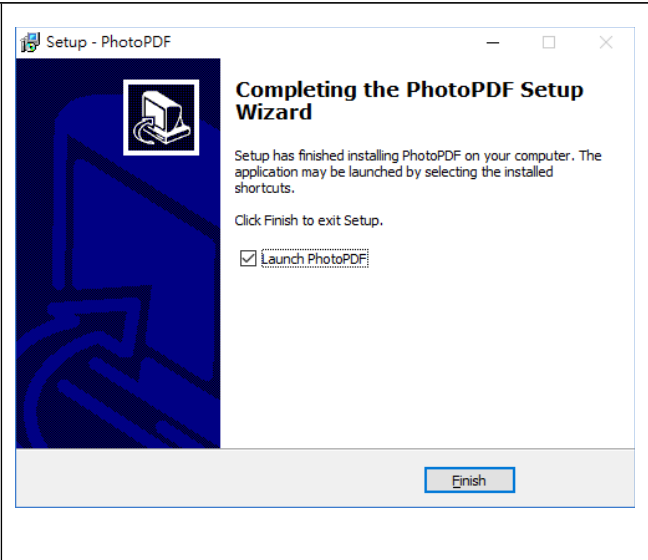 Setup - PhotoPDF
Completing the PhotoPDF Setup
Wizard
Setup has finished installing PhotoPDF on your computer. The
application may be launched by selecting the installed
shortcuts.
Click Finish to exit Setup.
Launch PhotoPDF
Finish